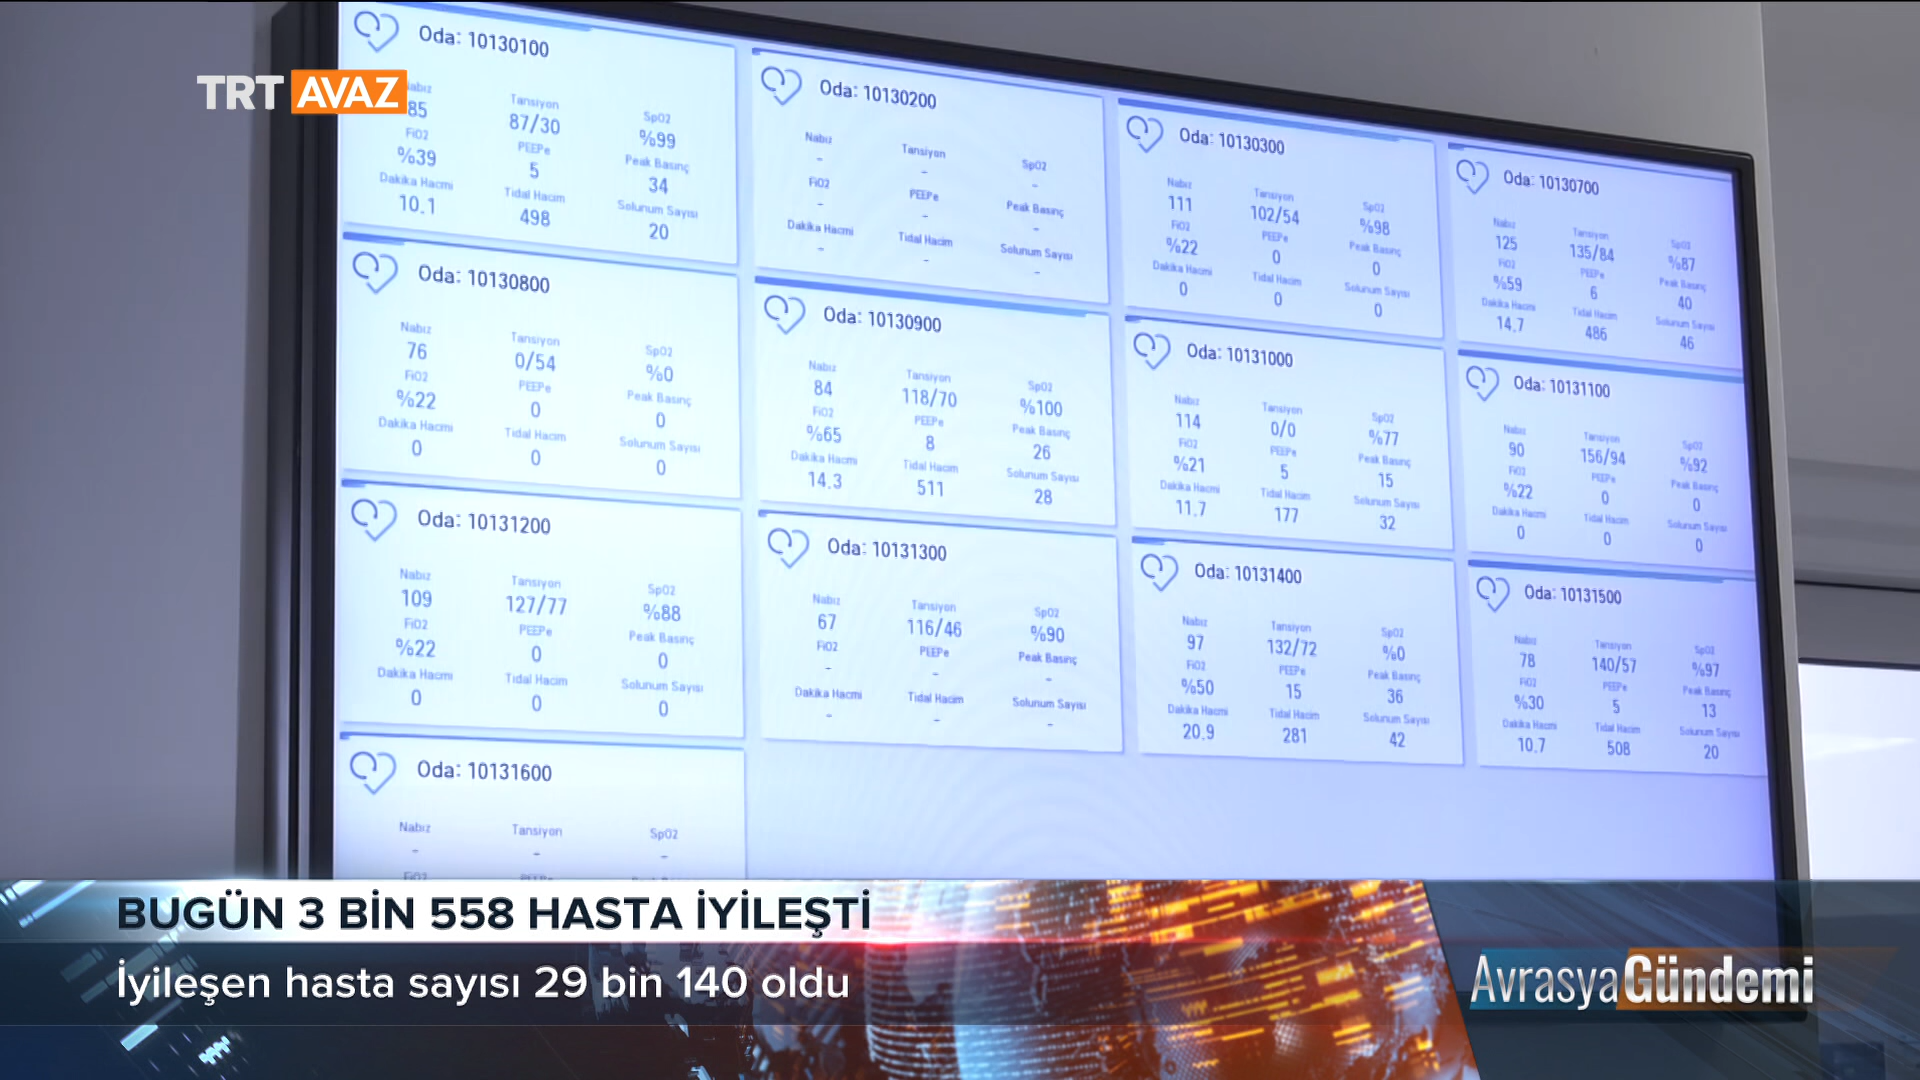 TRT AVAZ
Oda: 10130100
Nabız Tansiyon SpO2
85 87/30 %99
FiO2 PEEPe Peak Basınç
%39 5 34
Dakika Hacmi Tidal Hacim Solunum Sayısı
10.1 498 20
Oda: 10130200
Nabız Tansiyon SpO2
- - -
FiO2 PEEPe Peak Basınç
- - -
Dakika Hacmi Tidal Hacim Solunum Sayısı
- - -
Oda: 10130300
Nabız Tansiyon SpO2
111 102/54 %98
FiO2 PEEPe Peak Basınç
%22 0 0
Dakika Hacmi Tidal Hacim Solunum Sayısı
0 0 0
Oda: 10130700
Nabız Tansiyon SpO2
125 135/84 %87
FiO2 PEEPe Peak Basınç
%59 6 40
Dakika Hacmi Tidal Hacim Solunum Sayısı
14.7 486 46
Oda: 10130800
Nabız Tansiyon SpO2
76 0/54 %0
FiO2 PEEPe Peak Basınç
%22 0 0
Dakika Hacmi Tidal Hacim Solunum Sayısı
0 0 0
Oda: 10130900
Nabız Tansiyon SpO2
84 118/70 %100
FiO2 PEEPe Peak Basınç
%65 8 26
Dakika Hacmi Tidal Hacim Solunum Sayısı
14.3 511 28
Oda: 10131000
Nabız Tansiyon SpO2
114 0/0 %77
FiO2 PEEPe Peak Basınç
%21 5 15
Dakika Hacmi Tidal Hacim Solunum Sayısı
11.7 177 32
Oda: 10131100
Nabız Tansiyon SpO2
90 156/94 %92
FiO2 PEEPe Peak Basınç
%22 0 0
Dakika Hacmi Tidal Hacim Solunum Sayısı
0 0 0
Oda: 10131200
Nabız Tansiyon SpO2
109 127/77 %88
FiO2 PEEPe Peak Basınç
%22 0 0
Dakika Hacmi Tidal Hacim Solunum Sayısı
0 0 0
Oda: 10131300
Nabız Tansiyon SpO2
67 116/46 %90
FiO2 PEEPe Peak Basınç
- - -
Dakika Hacmi Tidal Hacim Solunum Sayısı
- - -
Oda: 10131400
Nabız Tansiyon SpO2
97 132/72 %0
FiO2 PEEPe Peak Basınç
%50 15 36
Dakika Hacmi Tidal Hacim Solunum Sayısı
20.9 281 42
Oda: 10131500
Nabız Tansiyon SpO2
78 140/57 %97
FiO2 PEEPe Peak Basınç
%30 5 13
Dakika Hacmi Tidal Hacim Solunum Sayısı
10.7 508 20
Oda: 10131600
Nabız Tansiyon SpO2
- - -
BUGÜN 3 BİN 558 HASTA İYİLEŞTİ
İyileşen hasta sayısı 29 bin 140 oldu
Avrasya Gündemi